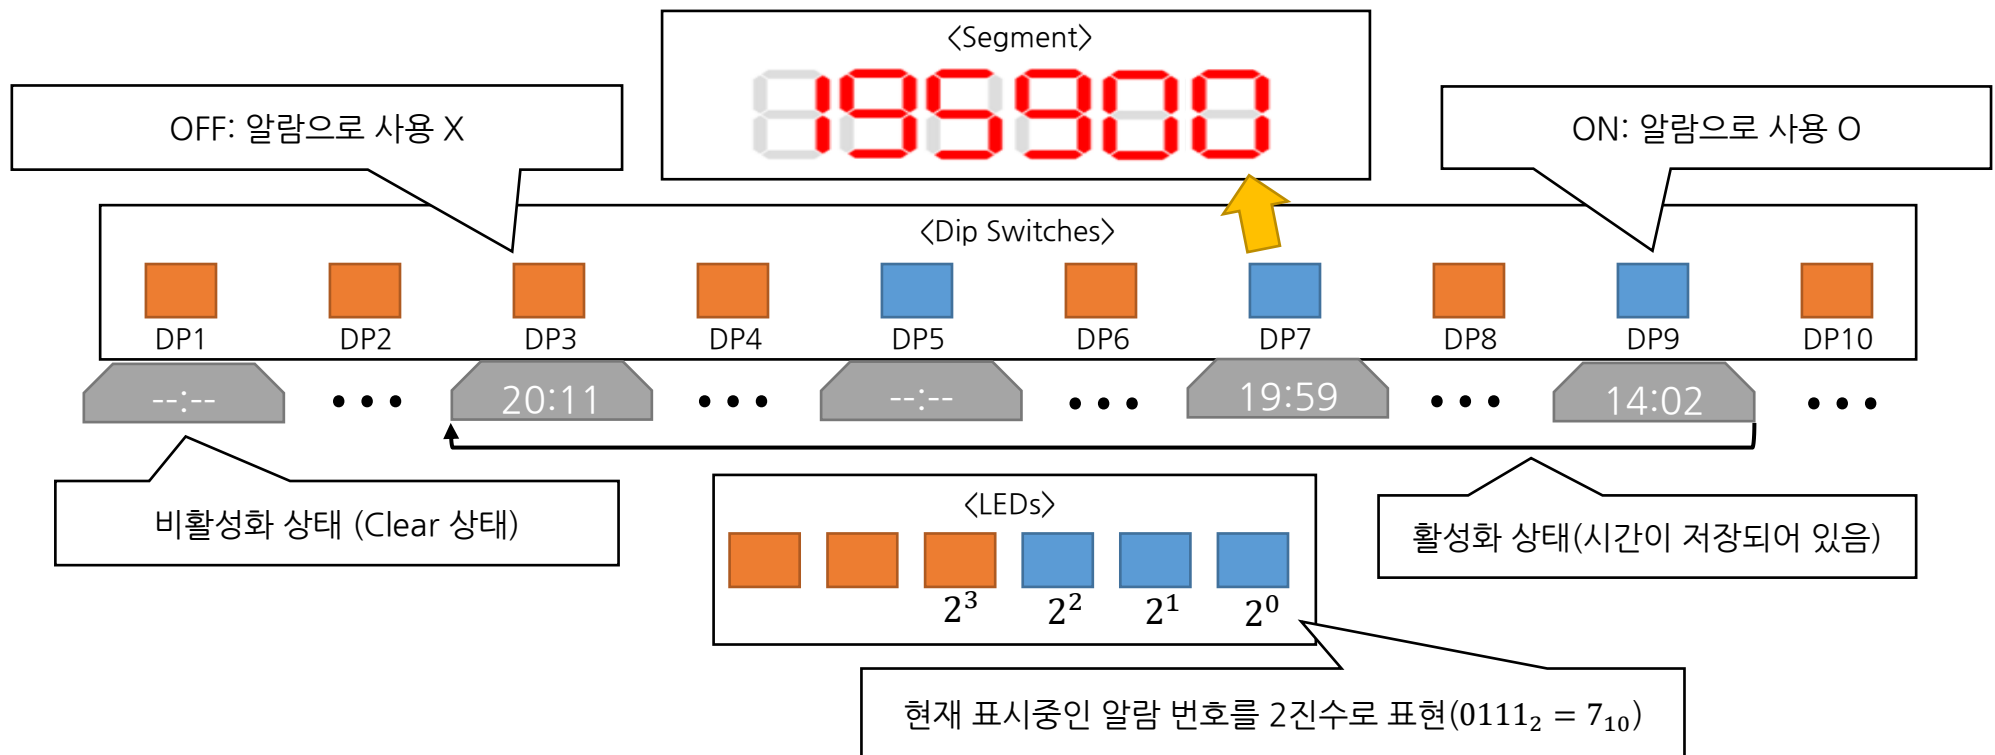 <Segment>
195900
OFF: 알람으로 사용 X
ON: 알람으로 사용 O
<Dip Switches>
DP1 DP2 DP3 DP4 DP5 DP6 DP7 DP8 DP9 DP10
--:-- ••• 20:11 ••• --:-- ••• 19:59 ••• 14:02 •••
비활성화 상태 (Clear 상태)
<LEDs>
활성화 상태(시간이 저장되어 있음)
2³ 2² 2¹ 2⁰
현재 표시중인 알람 번호를 2진수로 표현(0111₂ = 7₁₀)